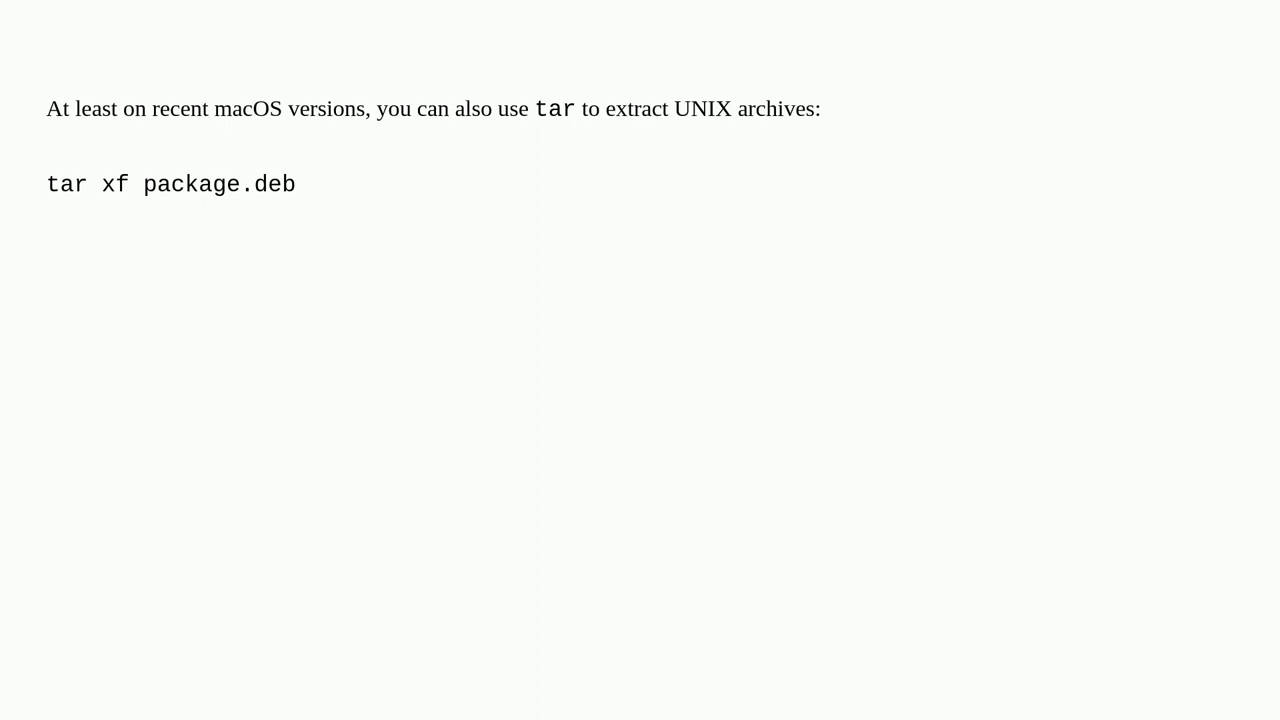 At least on recent macOS versions, you can also use tar to extract UNIX archives:
tar xf package.deb